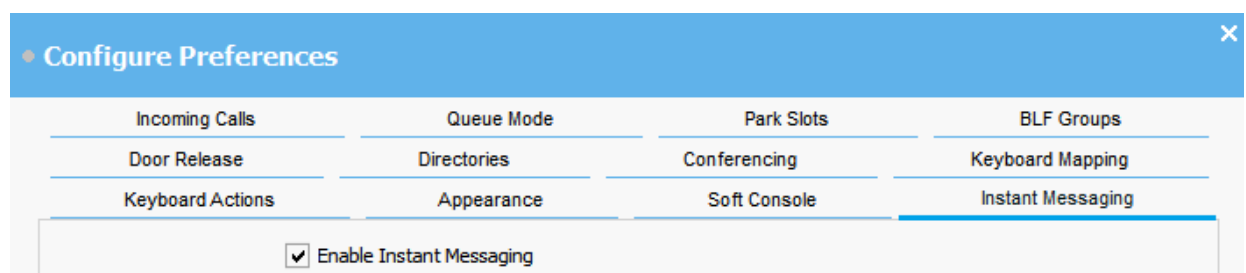 Configure Preferences
Incoming Calls Queue Mode Park Slots BLF Groups
Door Release Directories Conferencing Keyboard Mapping
Keyboard Actions Appearance Soft Console Instant Messaging
Enable Instant Messaging